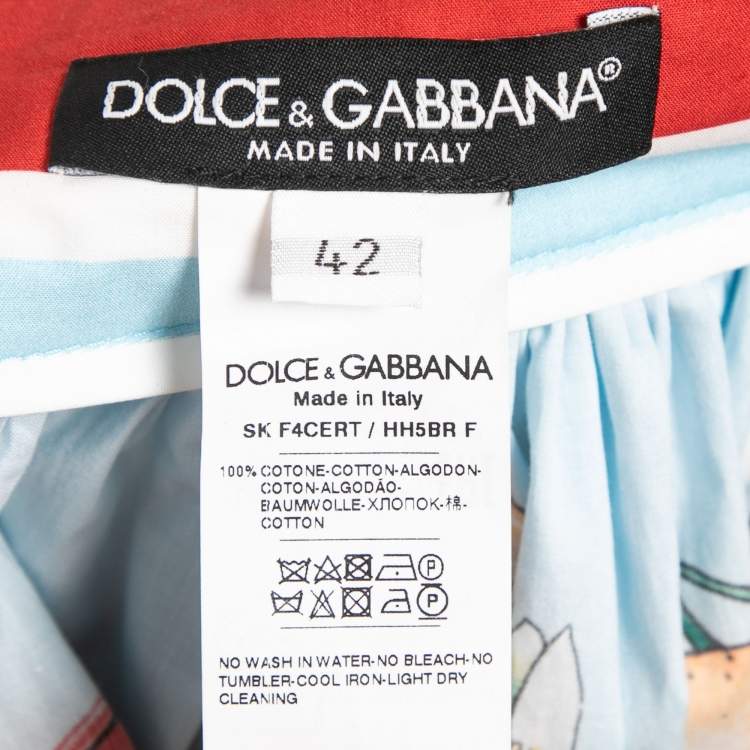 DOLCE & GABBANA®
MADE IN ITALY
42
DOLCE & GABBANA
Made in Italy
SK F4CERT / HH5BR F
100% COTONE-COTTON-ALGODON-
COTON-ALGODÃO-
BAUMWOLLE-ХЛОПОК-棉-
COTTON
P
P
NO WASH IN WATER-NO BLEACH-NO
TUMBLER-COOL IRON-LIGHT DRY
CLEANING